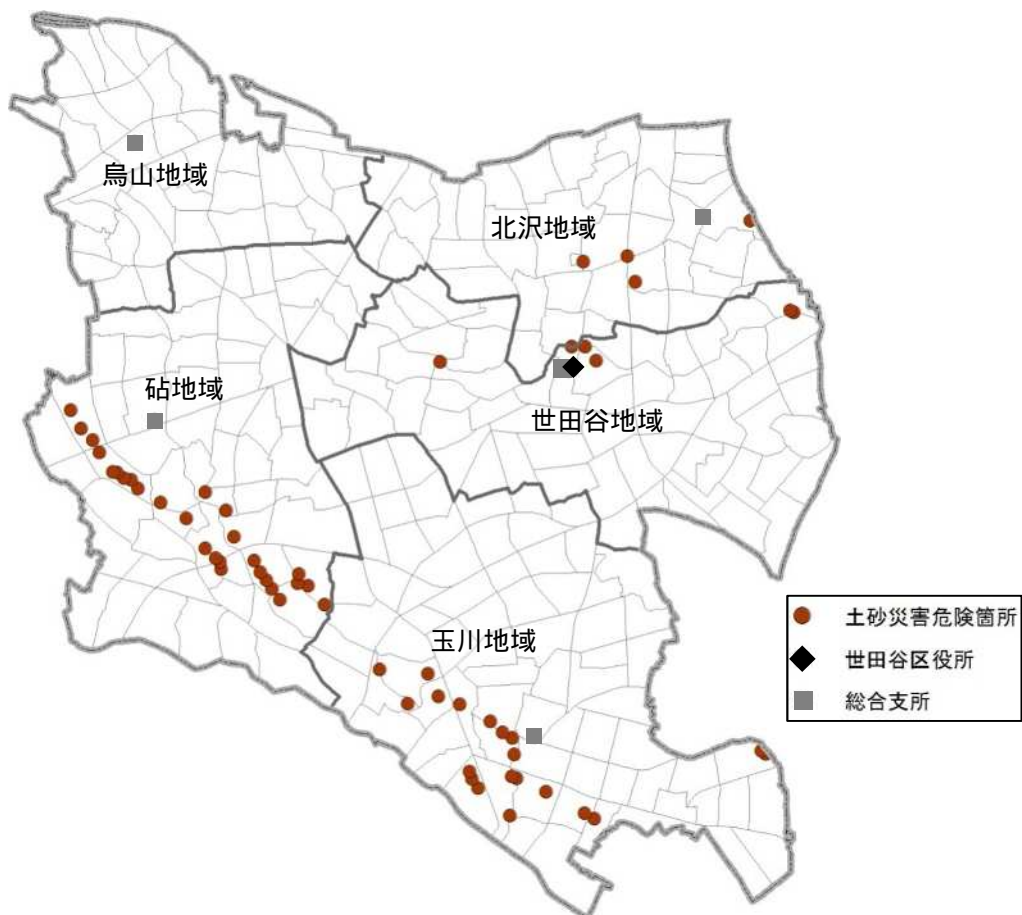 烏山地域
北沢地域
砧地域
世田谷地域
玉川地域
土砂災害危険箇所
世田谷区役所
総合支所